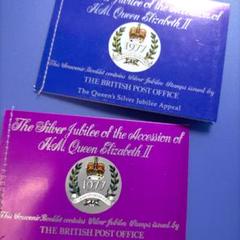 The Silver Jubilee of the Accession of
H.M. Queen Elizabeth II
1977
This Souvenir Booklet contains Silver Jubilee Stamps issued by
THE BRITISH POST OFFICE
The Queen's Silver Jubilee Appeal
The Silver Jubilee of the Accession of
H.M. Queen Elizabeth II
1977
This Souvenir Booklet contains Silver Jubilee Stamps issued by
THE BRITISH POST OFFICE